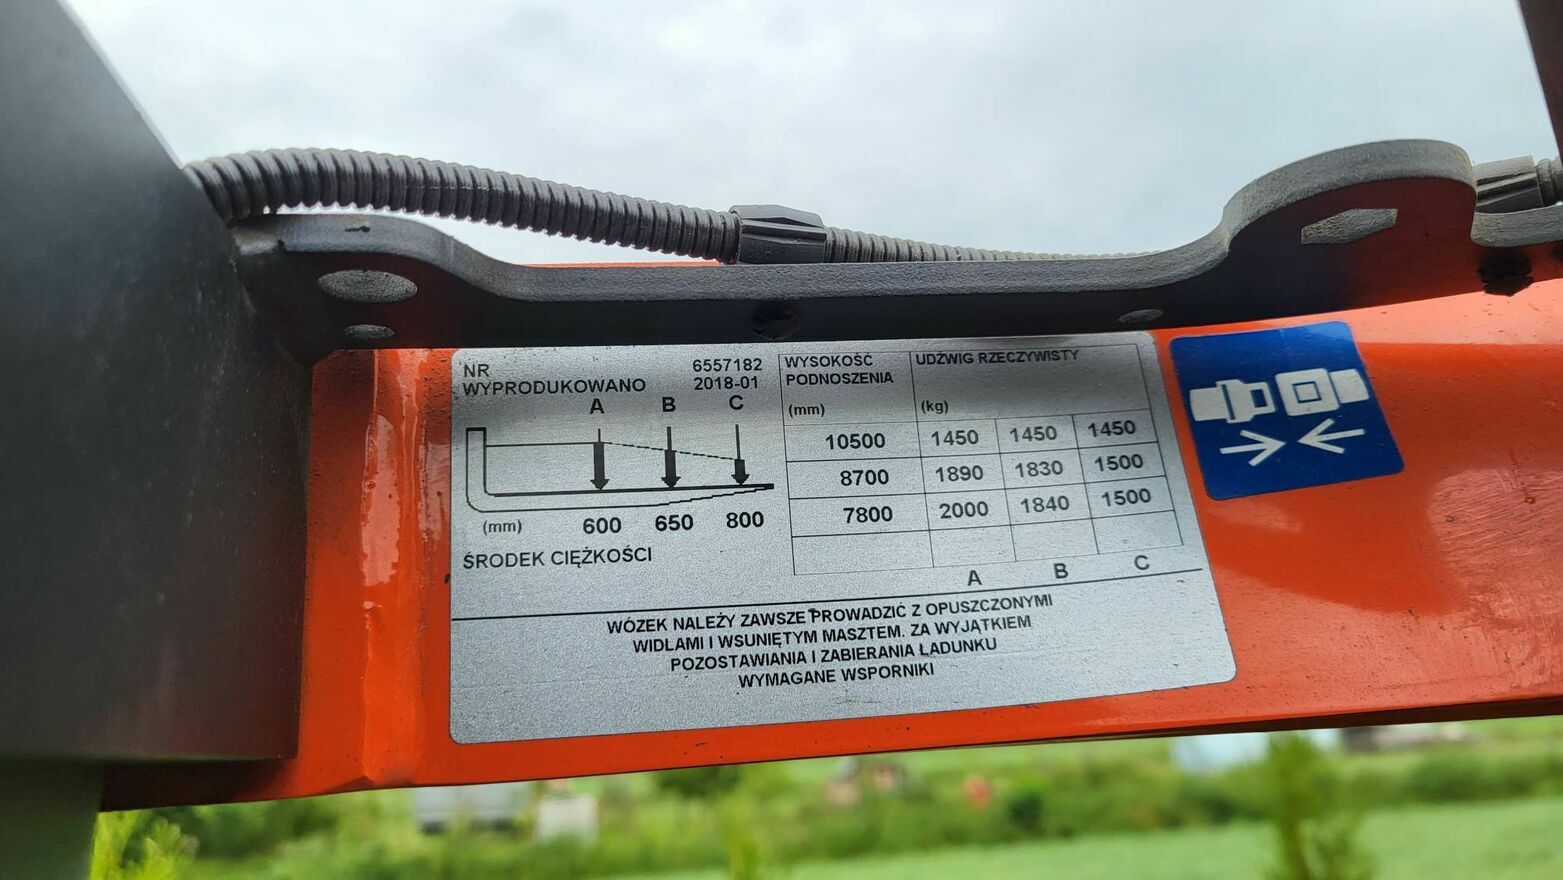 NR 6557182
WYPRODUKOWANO 2018-01
A B C
(mm) 600 650 800
ŚRODEK CIĘŻKOŚCI
WYSOKOŚĆ PODNOSZENIA (mm) UDŹWIG RZECZYWISTY (kg)
10500 1450 1450 1450
8700 1890 1830 1500
7800 2000 1840 1500
A B C
WÓZEK NALEŻY ZAWSZE PROWADZIĆ Z OPUSZCZONYMI
WIDLAMI I WSUNIĘTYM MASZTEM. ZA WYJĄTKIEM
POZOSTAWIANIA I ZABIERANIA ŁADUNKU
WYMAGANE WSPORNIKI